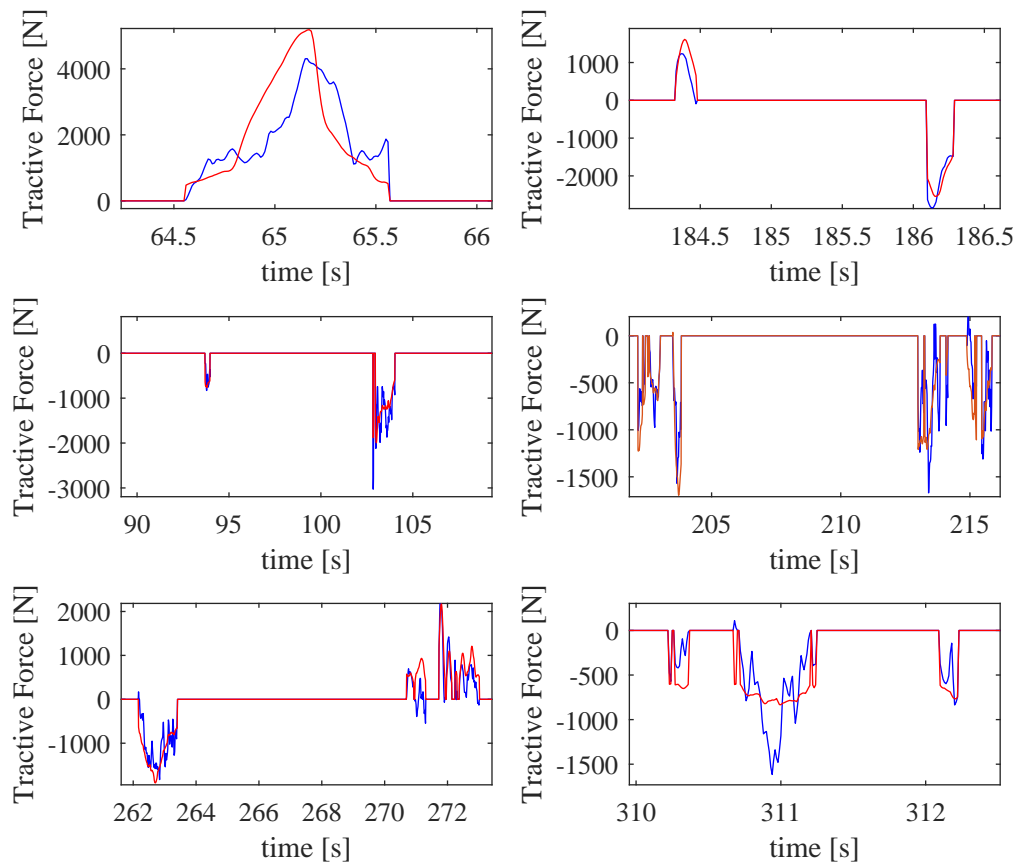 Tractive Force [N]
4000
2000
0
64.5 65 65.5 66
time [s]
Tractive Force [N]
1000
0
-1000
-2000
184.5 185 185.5 186 186.5
time [s]
Tractive Force [N]
0
-1000
-2000
-3000
90 95 100 105
time [s]
Tractive Force [N]
0
-500
-1000
-1500
205 210 215
time [s]
Tractive Force [N]
2000
1000
0
-1000
262 264 266 268 270 272
time [s]
Tractive Force [N]
0
-500
-1000
-1500
310 311 312
time [s]